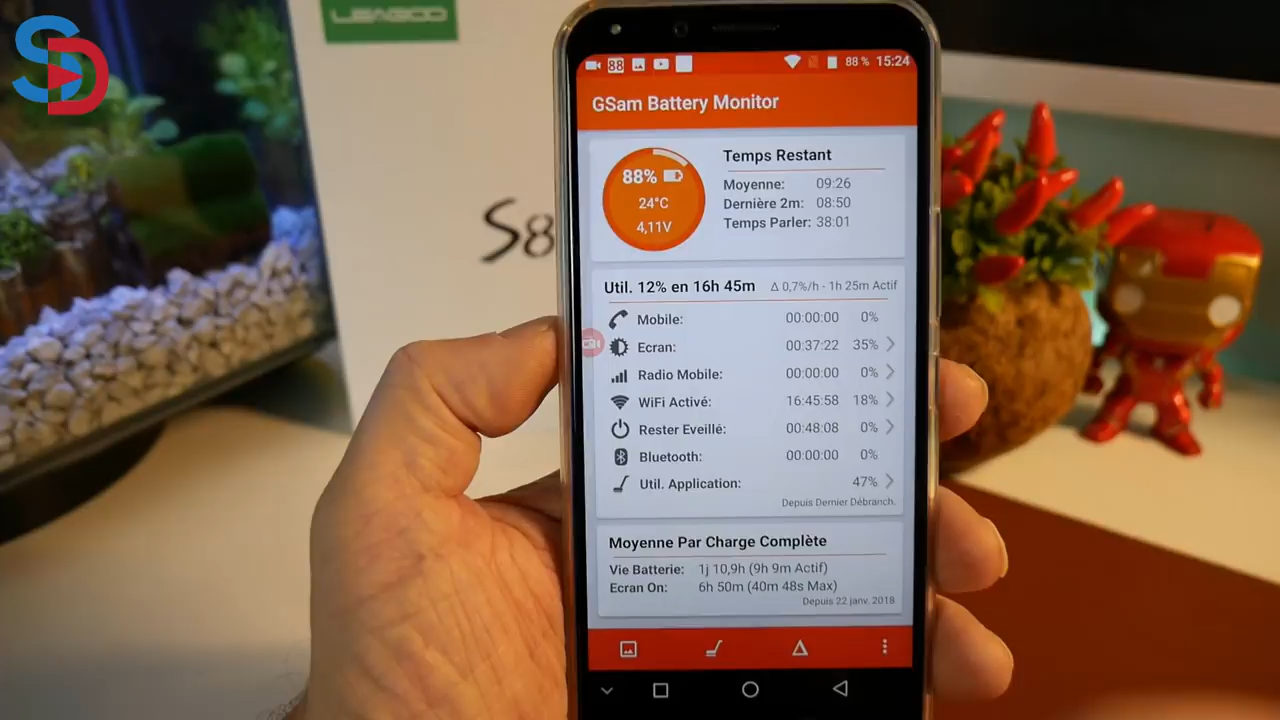 SD
LEAGOO
S8
88
88 % 15:24
GSam Battery Monitor
88%
24°C
4,11V
Temps Restant
Moyenne: 09:26
Dernière 2m: 08:50
Temps Parler: 38:01
Util. 12% en 16h 45m Δ 0,7%/h - 1h 25m Actif
Mobile: 00:00:00 0%
Ecran: 00:37:22 35%
Radio Mobile: 00:00:00 0%
WiFi Activé: 16:45:58 18%
Rester Eveillé: 00:48:08 0%
Bluetooth: 00:00:00 0%
Util. Application: 47%
Depuis Dernier Débranch.
Moyenne Par Charge Complète
Vie Batterie: 1j 10,9h (9h 9m Actif)
Ecran On: 6h 50m (40m 48s Max)
Depuis 22 janv. 2018